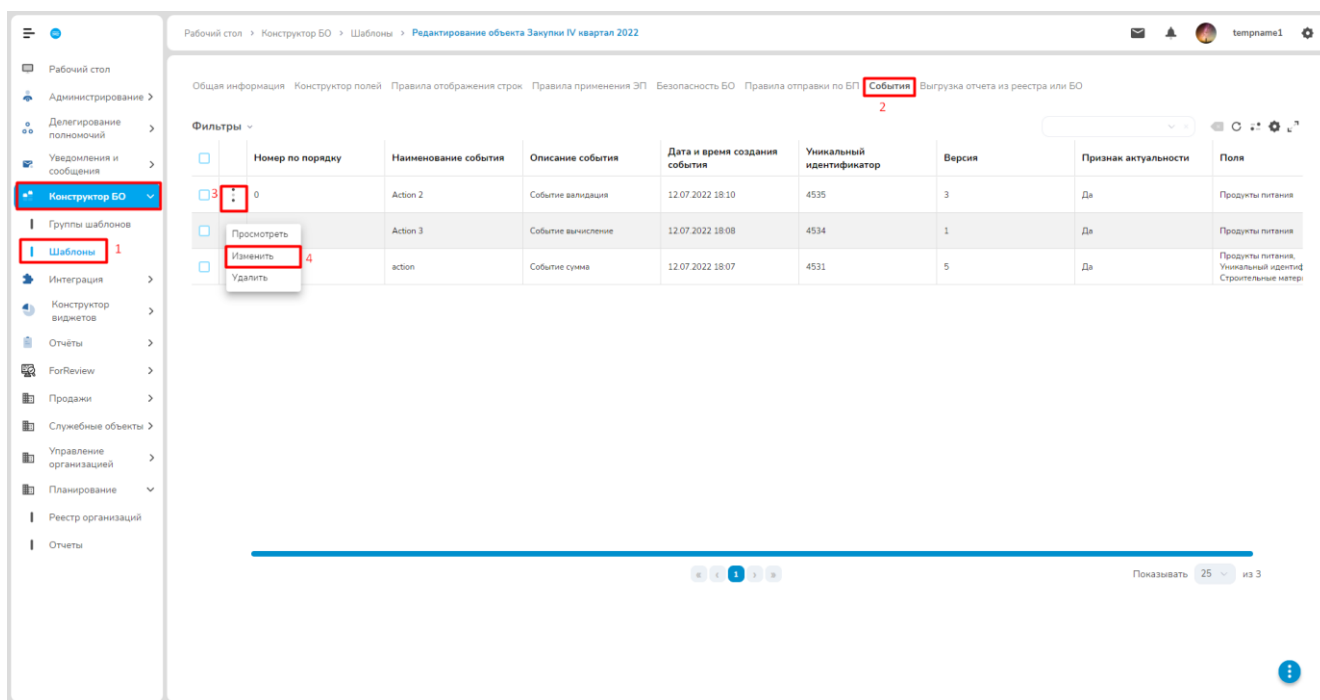 БО
Рабочий стол > Конструктор БО > Шаблоны > Редактирование объекта Закупки IV квартал 2022
tempname1
Рабочий стол
Администрирование
Делегирование
полномочий
Уведомления и
сообщения
Конструктор БО
Группы шаблонов
Шаблоны 1
Интеграция
Конструктор
виджетов
Отчёты
ForReview
Продажи
Служебные объекты
Управление
организацией
Планирование
Реестр организаций
Отчеты
Общая информация Конструктор полей Правила отображения строк Правила применения ЭП Безопасность БО Правила отправки по БП События Выгрузка отчета из реестра или БО
2
Фильтры
Номер по порядку Наименование события Описание события Дата и время создания события Уникальный идентификатор Версия Признак актуальности Поля
3 0 Action 2 Событие валидация 12.07.2022 18:10 4535 3 Да Продукты питания
Action 3 Событие вычисление 12.07.2022 18:08 4534 1 Да Продукты питания
action Событие сумма 12.07.2022 18:07 4531 5 Да Продукты питания,
Уникальный идентиф
Строительные матер
Просмотреть
Изменить 4
Удалить
« ‹ 1 › »
Показывать 25 из 3